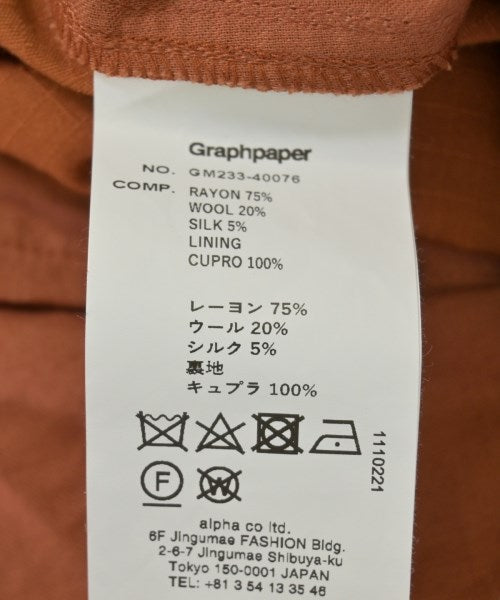 Graphpaper
NO. GM233-40076
COMP. RAYON 75%
WOOL 20%
SILK 5%
LINING
CUPRO 100%
レーヨン 75%
ウール 20%
シルク 5%
裏地
キュプラ 100%
1110221
F W
alpha co ltd.
6F Jingumae FASHION Bldg.
2-6-7 Jingumae Shibuya-ku
Tokyo 150-0001 JAPAN
TEL: +81 3 54 13 35 46